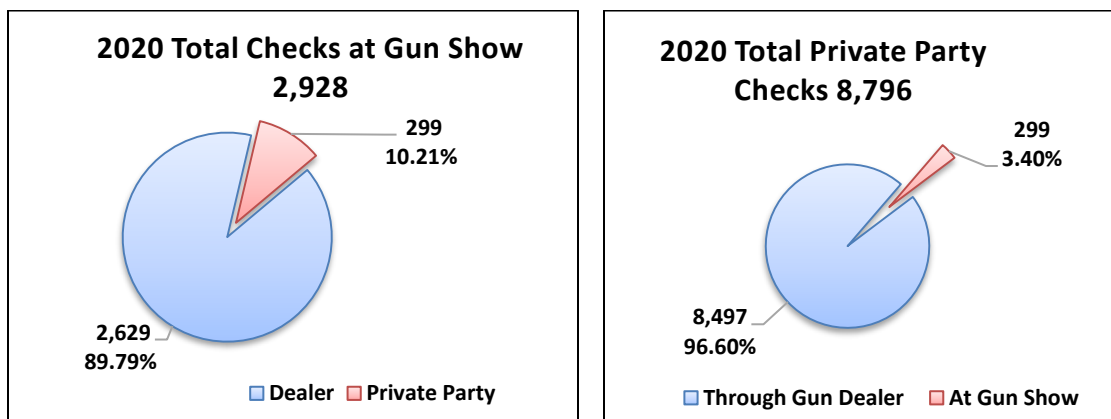 2020 Total Checks at Gun Show
2,928
299
10.21%
2,629
89.79%
Dealer Private Party
2020 Total Private Party
Checks 8,796
299
3.40%
8,497
96.60%
Through Gun Dealer At Gun Show